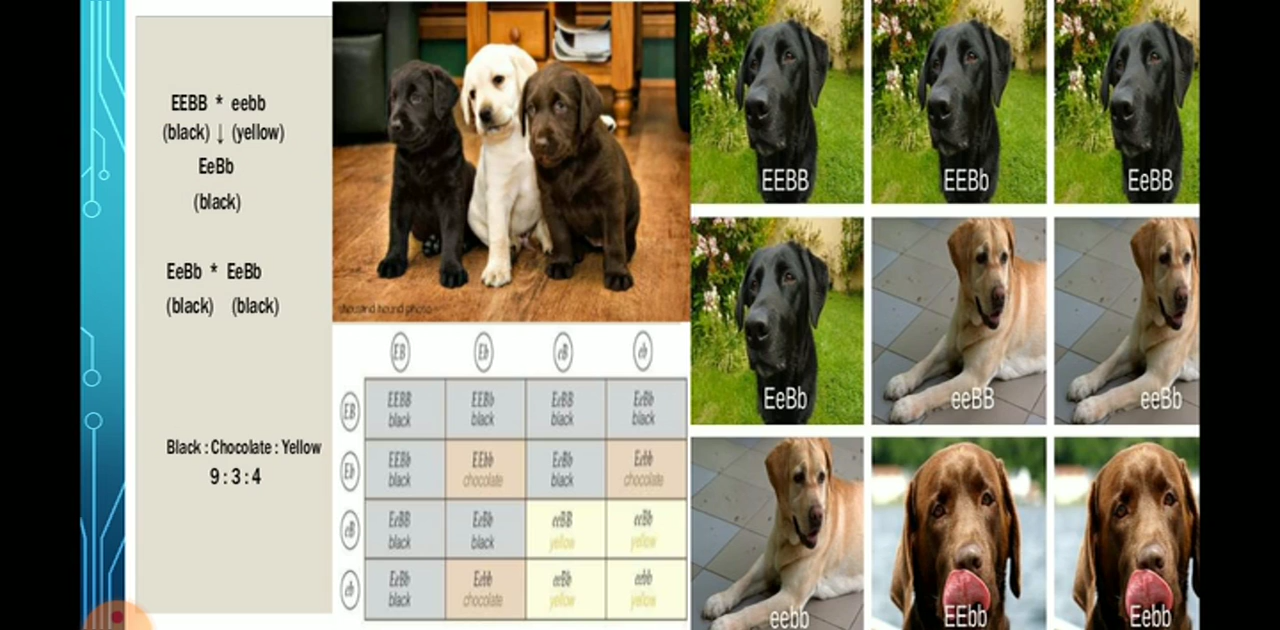 EEBB * eebb
(black) ↓ (yellow)
EeBb
(black)
EeBb * EeBb
(black) (black)
Black : Chocolate : Yellow
9 : 3 : 4
EB Eb eB eb
EB EEBB EEBb EeBB EeBb
black black black black
Eb EEBb EEbb EeBb Eebb
black chocolate black chocolate
eB EeBB EeBb eeBB eeBb
black black yellow yellow
eb EeBb Eebb eeBb eebb
black chocolate yellow yellow
EEBB EEBb EeBB
EeBb eeBB eeBb
eebb EEbb Eebb